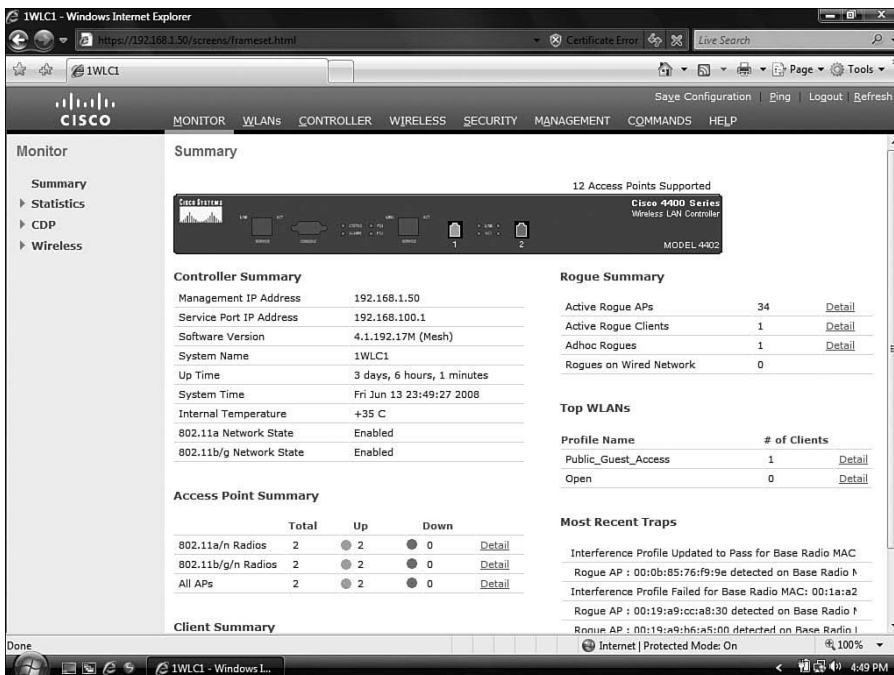 1WLC1 - Windows Internet Explorer
https://192.168.1.50/screens/frameset.html
Certificate Error
Live Search
1WLC1
Page
Tools
Save Configuration | Ping | Logout | Refresh
CISCO
MONITOR WLANs CONTROLLER WIRELESS SECURITY MANAGEMENT COMMANDS HELP
Monitor
Summary
Statistics
CDP
Wireless
Summary
12 Access Points Supported
CISCO SYSTEMS
Cisco 4400 Series
Wireless LAN Controller
MODEL 4402
1
2
Controller Summary
Management IP Address 192.168.1.50
Service Port IP Address 192.168.100.1
Software Version 4.1.192.17M (Mesh)
System Name 1WLC1
Up Time 3 days, 6 hours, 1 minutes
System Time Fri Jun 13 23:49:27 2008
Internal Temperature +35 C
802.11a Network State Enabled
802.11b/g Network State Enabled
Access Point Summary
Total Up Down
802.11a/n Radios 2 2 0 Detail
802.11b/g/n Radios 2 2 0 Detail
All APs 2 2 0 Detail
Client Summary
Rogue Summary
Active Rogue APs 34 Detail
Active Rogue Clients 1 Detail
Adhoc Rogues 1 Detail
Rogues on Wired Network 0
Top WLANs
Profile Name # of Clients
Public_Guest_Access 1 Detail
Open 0 Detail
Most Recent Traps
Interference Profile Updated to Pass for Base Radio MAC
Rogue AP : 00:0b:85:76:f9:9e detected on Base Radio
Interference Profile Failed for Base Radio MAC: 00:1a:a2
Rogue AP : 00:19:a9:cc:a8:30 detected on Base Radio
Rogue AP : 00:19:a9:b6:a5:00 detected on Base Radio
Done
Internet | Protected Mode: On
100%
1WLC1 - Windows I...
4:49 PM